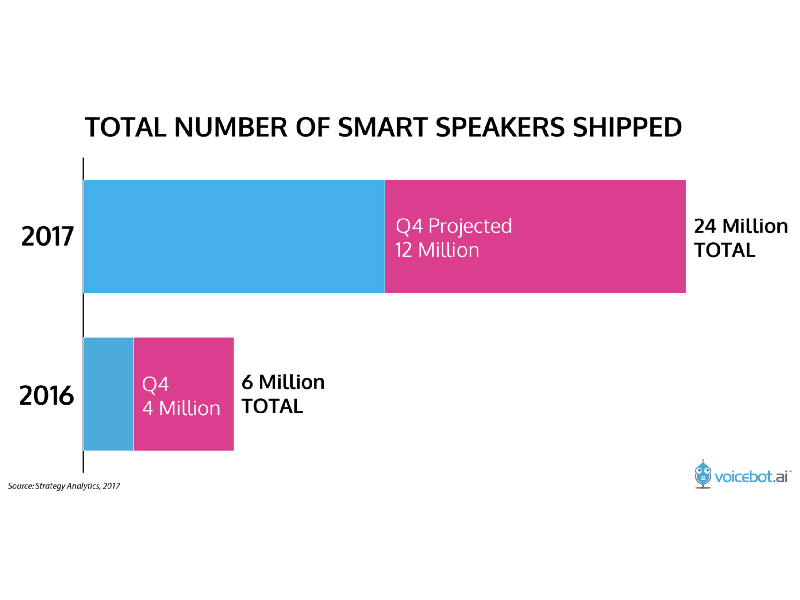 TOTAL NUMBER OF SMART SPEAKERS SHIPPED
2017
Q4 Projected
12 Million
24 Million
TOTAL
2016
Q4
4 Million
6 Million
TOTAL
Source: Strategy Analytics, 2017
voicebot.ai™